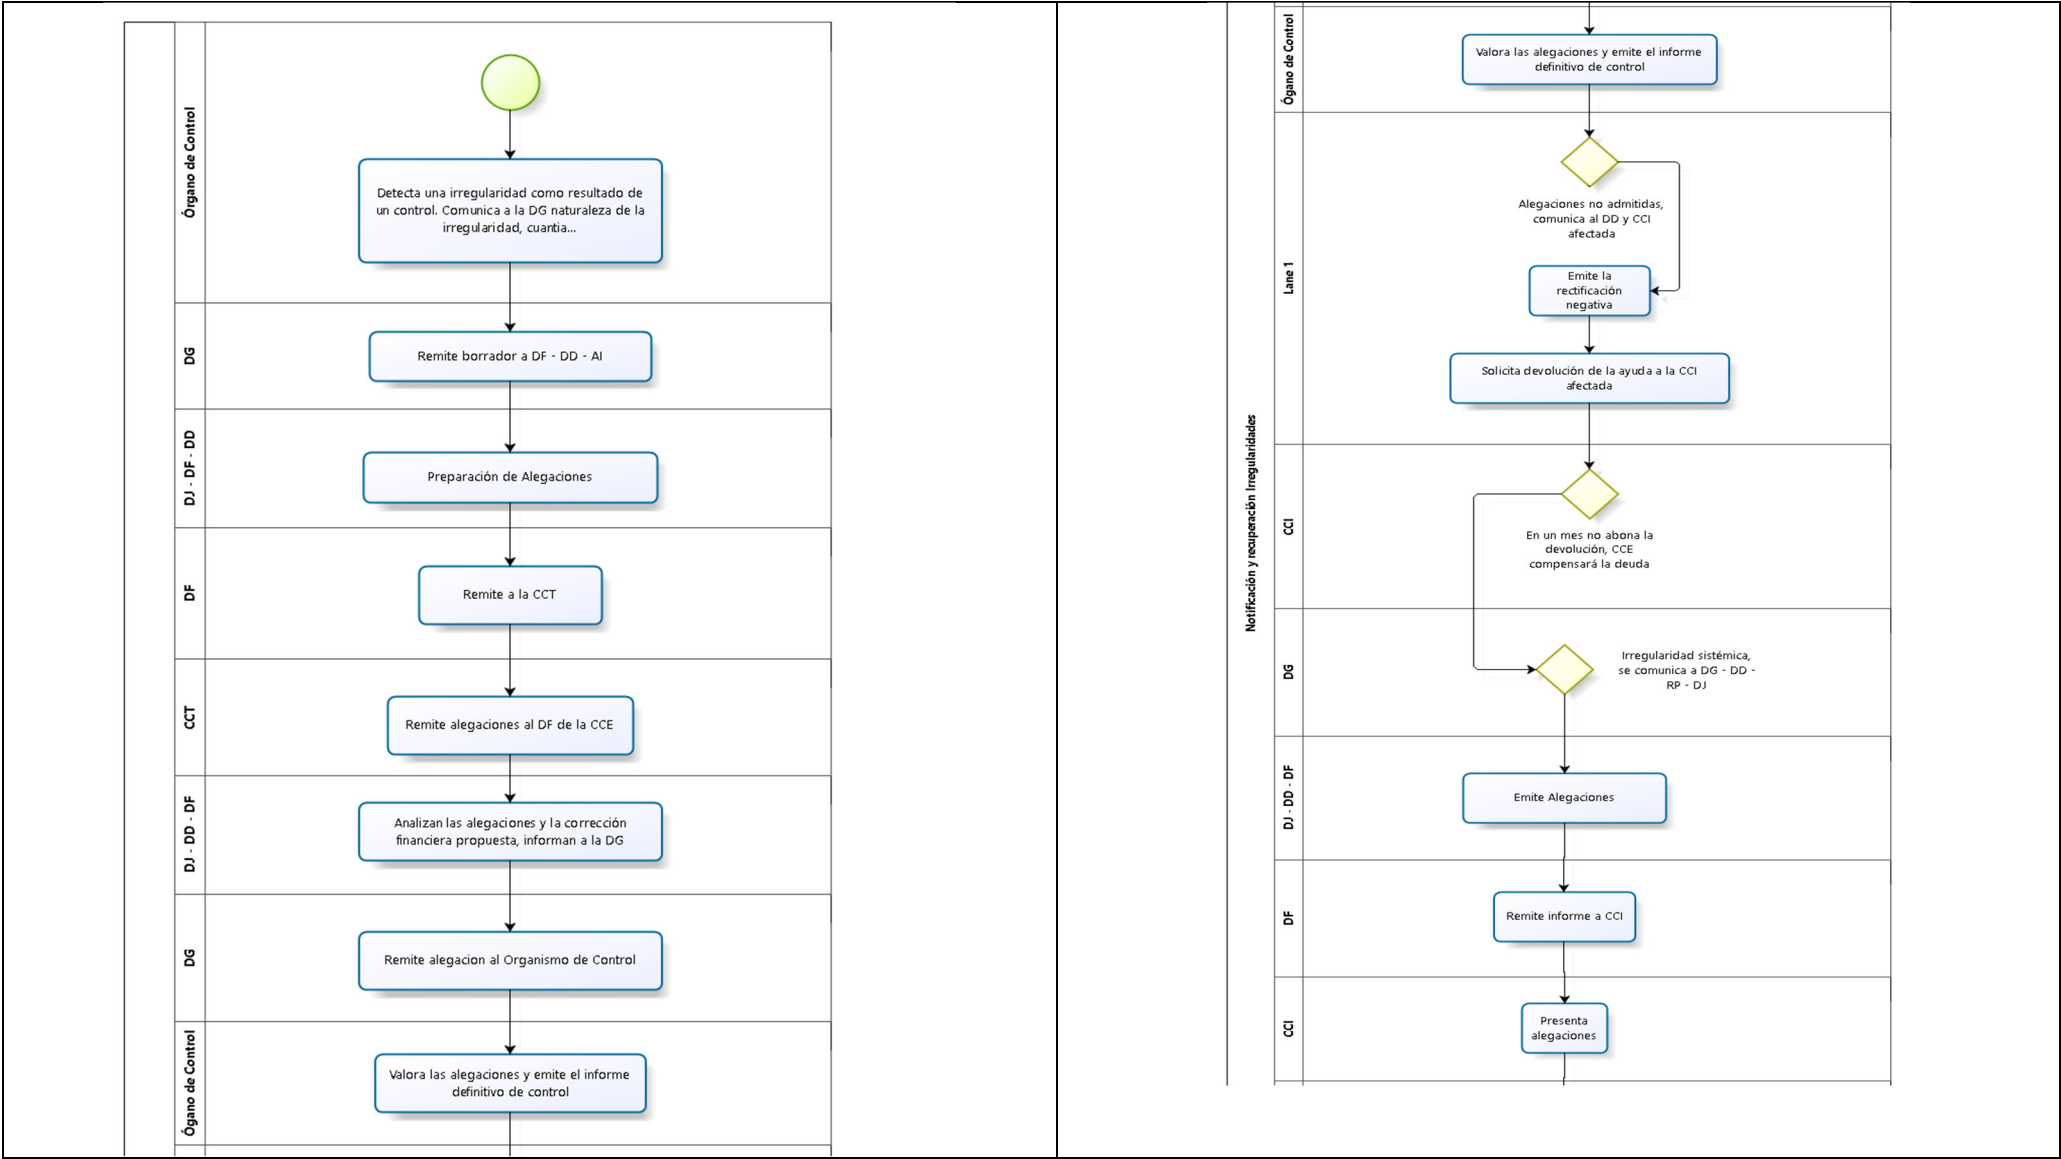 Órgano de Control
Detecta una irregularidad como resultado de
un control. Comunica a la DG naturaleza de la
irregularidad, cuantia...
DG
Remite borrador a DF - DD - AI
DJ - DF - DD
Preparación de Alegaciones
DF
Remite a la CCT
CCT
Remite alegaciones al DF de la CCE
DJ - DD - DF
Analizan las alegaciones y la corrección
financiera propuesta, informan a la DG
DG
Remite alegacion al Organismo de Control
Ógano de Control
Valora las alegaciones y emite el informe
definitivo de control
Notificación y recuperación Irregularidades
Ógano de Control
Valora las alegaciones y emite el informe
definitivo de control
Lane 1
Alegaciones no admitidas,
comunica al DD y CCI
afectada
Emite la
rectificación
negativa
Solicita devolución de la ayuda a la CCI
afectada
CCI
En un mes no abona la
devolución, CCE
compensará la deuda
DG
Irregularidad sistémica,
se comunica a DG - DD -
RP - DJ
DJ - DD - DF
Emite Alegaciones
DF
Remite informe a CCI
CCI
Presenta
alegaciones